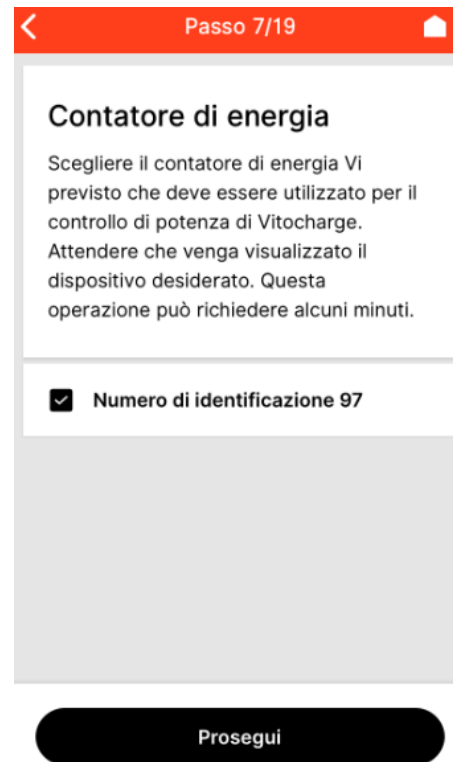 Passo 7/19
Contatore di energia
Scegliere il contatore di energia Vi
previsto che deve essere utilizzato per il
controllo di potenza di Vitocharge.
Attendere che venga visualizzato il
dispositivo desiderato. Questa
operazione può richiedere alcuni minuti.
Numero di identificazione 97
Prosegui